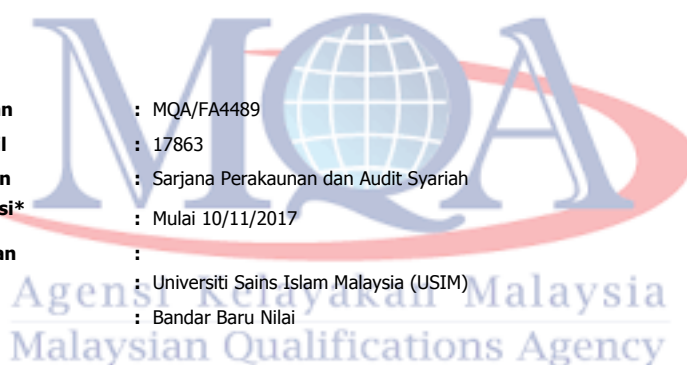 MQA
an : MQA/FA4489
l : 17863
n : Sarjana Perakaunan dan Audit Syariah
si* : Mulai 10/11/2017
an :
: Universiti Sains Islam Malaysia (USIM)
Agensi Kelayakan Malaysia
: Bandar Baru Nilai
Malaysian Qualifications Agency